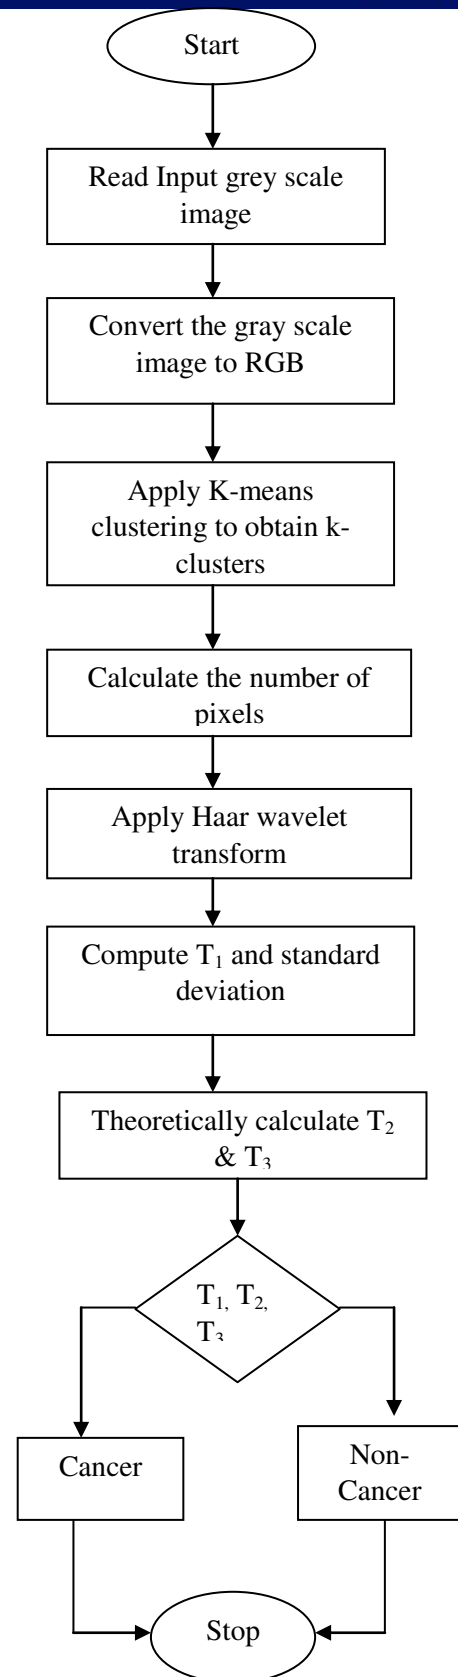 Start
Read Input grey scale
image
Convert the gray scale
image to RGB
Apply K-means
clustering to obtain k-
clusters
Calculate the number of
pixels
Apply Haar wavelet
transform
Compute T₁ and standard
deviation
Theoretically calculate T₂
& T₃
T₁, T₂,
T₃
Cancer
Non-
Cancer
Stop